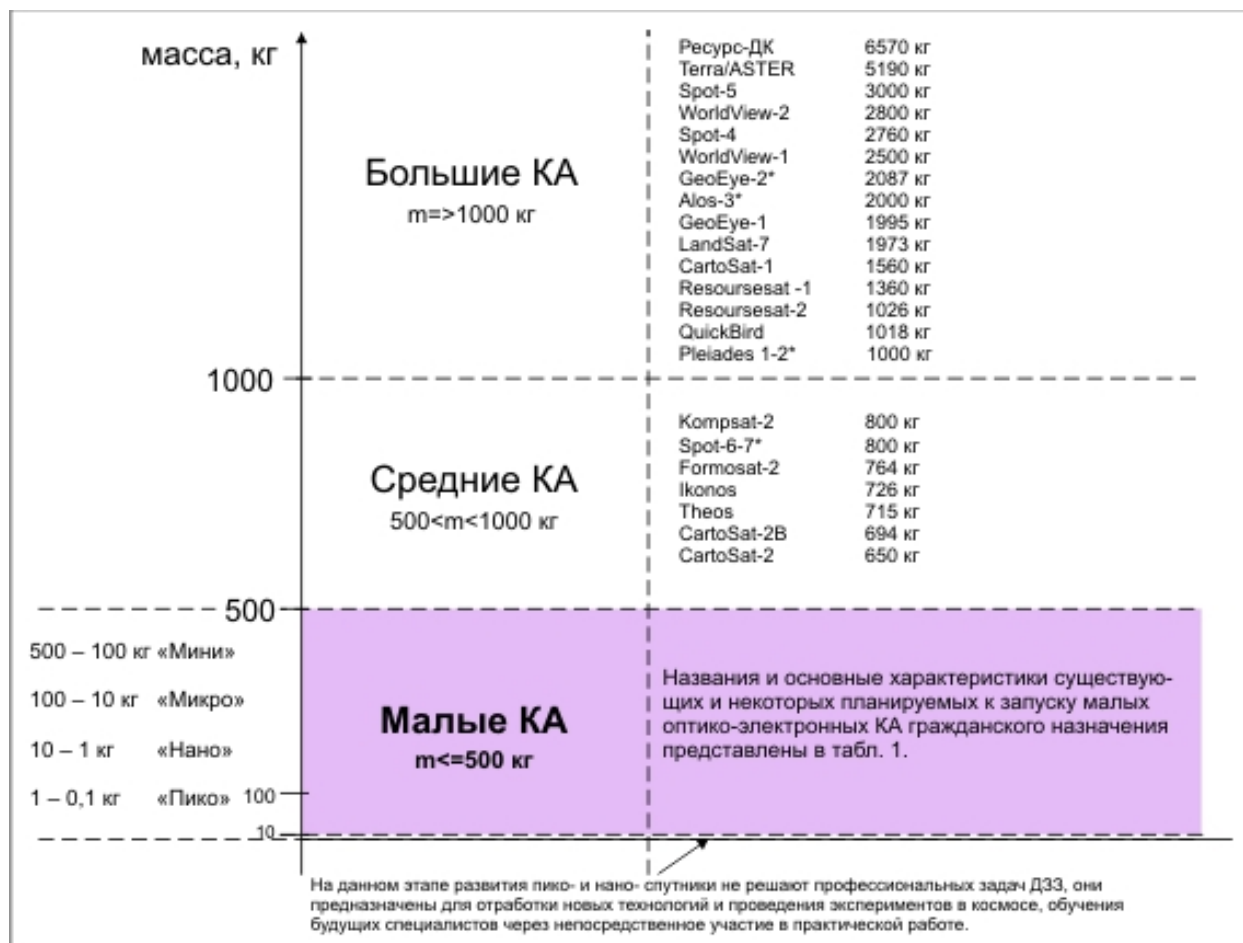 масса, кг
Большие КА
m=>1000 кг
Ресурс-ДК 6570 кг
Terra/ASTER 5190 кг
Spot-5 3000 кг
WorldView-2 2800 кг
Spot-4 2760 кг
WorldView-1 2500 кг
GeoEye-2* 2087 кг
Alos-3* 2000 кг
GeoEye-1 1995 кг
LandSat-7 1973 кг
CartoSat-1 1560 кг
Resoursesat -1 1360 кг
Resoursesat-2 1026 кг
QuickBird 1018 кг
Pleiades 1-2* 1000 кг
1000
Средние КА
500<m<1000 кг
Kompsat-2 800 кг
Spot-6-7* 800 кг
Formosat-2 764 кг
Ikonos 726 кг
Theos 715 кг
CartoSat-2B 694 кг
CartoSat-2 650 кг
500
500 – 100 кг «Мини»
100 – 10 кг «Микро»
10 – 1 кг «Нано»
1 – 0,1 кг «Пико»
100
10
Малые КА
m<=500 кг
Названия и основные характеристики существую-
щих и некоторых планируемых к запуску малых
оптико-электронных КА гражданского назначения
представлены в табл. 1.
На данном этапе развития пико- и нано- спутники не решают профессиональных задач ДЗЗ, они
предназначены для отработки новых технологий и проведения экспериментов в космосе, обучения
будущих специалистов через непосредственное участие в практической работе.